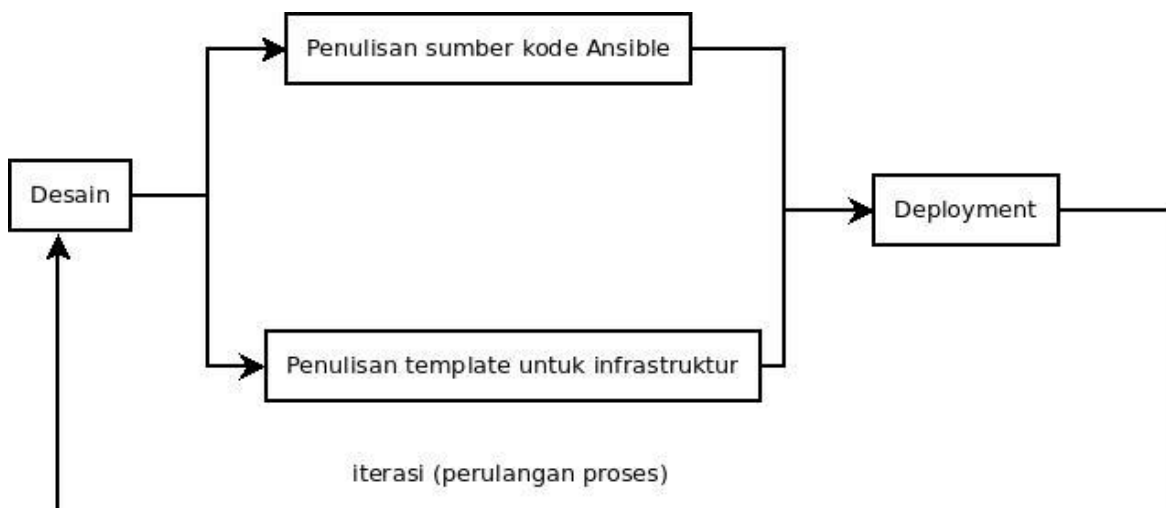 Penulisan sumber kode Ansible
Desain
Deployment
Penulisan template untuk infrastruktur
iterasi (perulangan proses)